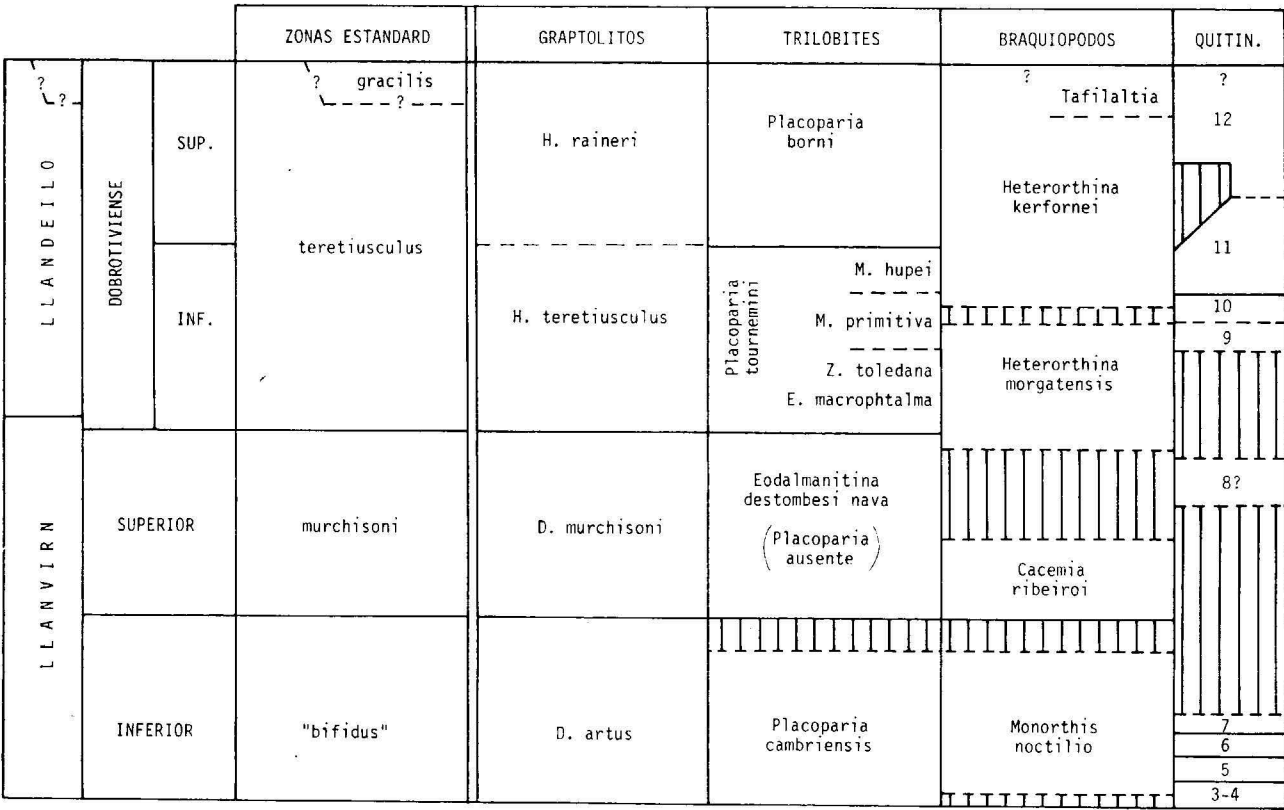 ZONAS ESTANDARD
GRAPTOLITOS
TRILOBITES
BRAQUIOPODOS
QUITIN.
LLANDEILO
?
?
DOBROTIVIENSE
SUP.
INF.
LLANVIRN
SUPERIOR
INFERIOR
? gracilis
?
teretiusculus
murchisoni
"bifidus"
H. raineri
H. teretiusculus
D. murchisoni
D. artus
Placoparia
borni
Placoparia
tournemini
M. hupei
M. primitiva
Z. toledana
E. macrophtalma
Eodalmanitina
destombesi nava
(Placoparia
ausente)
Placoparia
cambriensis
?
Tafilaltia
Heterorthina
kerfornei
Heterorthina
morgatensis
Cacemia
ribeiroi
Monorthis
noctilio
?
12
11
10
9
8?
7
6
5
3-4